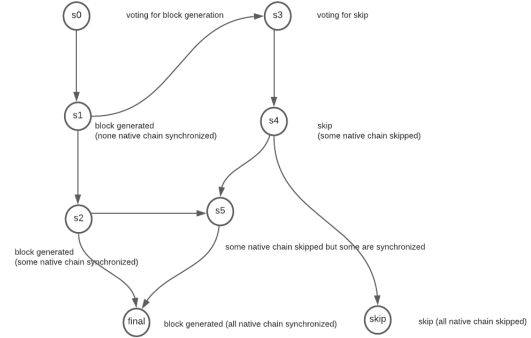 s0
voting for block generation
s3
voting for skip
s1
block generated
(none native chain synchronized)
s4
skip
(some native chain skipped)
s2
s5
block generated
(some native chain synchronized)
some native chain skipped but some are synchronized
final
block generated (all native chain synchronized)
skip
skip (all native chain skipped)